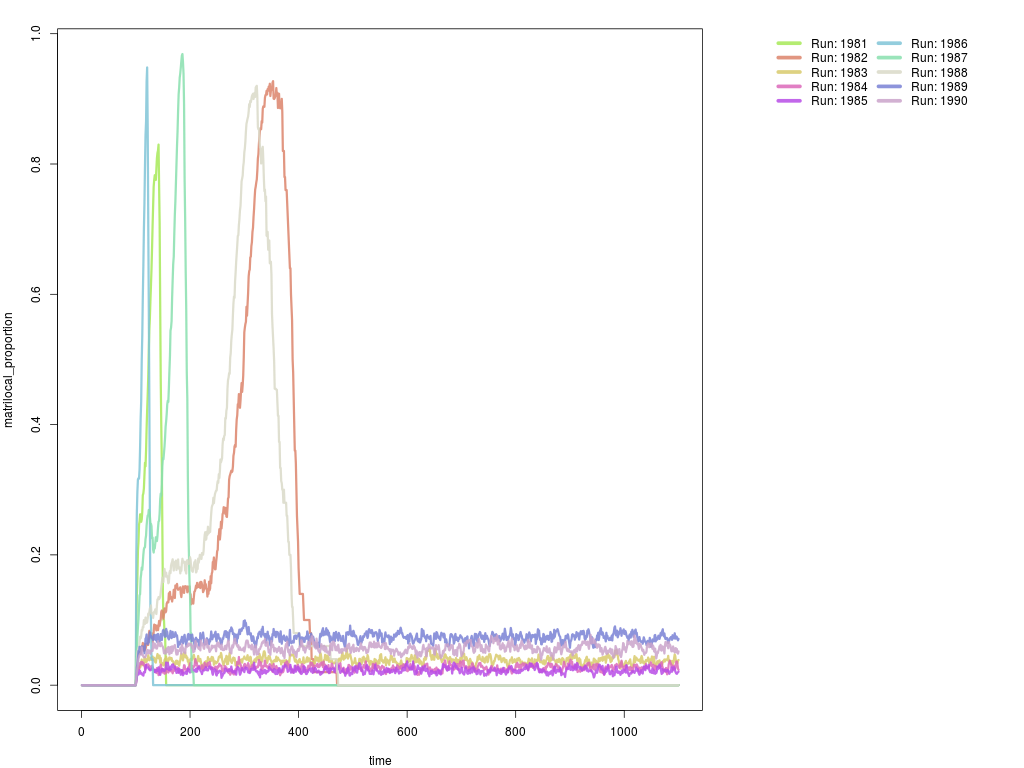 1.0
0.8
0.6
0.4
0.2
0.0
matrilocal_proportion
0 200 400 600 800 1000
time
Run: 1981 Run: 1986
Run: 1982 Run: 1987
Run: 1983 Run: 1988
Run: 1984 Run: 1989
Run: 1985 Run: 1990